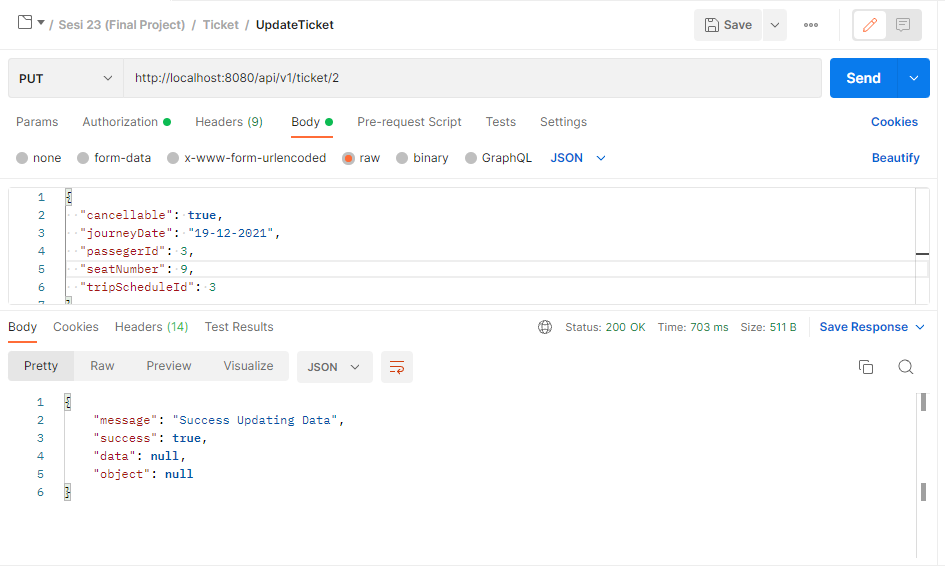 / Sesi 23 (Final Project) / Ticket / UpdateTicket
Save
PUT
http://localhost:8080/api/v1/ticket/2
Send
Params Authorization Headers (9) Body Pre-request Script Tests Settings Cookies
none form-data x-www-form-urlencoded raw binary GraphQL JSON Beautify
1 {
2 "cancellable": true,
3 "journeyDate": "19-12-2021",
4 "passegerId": 3,
5 "seatNumber": 9,
6 "tripScheduleId": 3
7 }
Body Cookies Headers (14) Test Results Status: 200 OK Time: 703 ms Size: 511 B Save Response
Pretty Raw Preview Visualize JSON
1 {
2 "message": "Success Updating Data",
3 "success": true,
4 "data": null,
5 "object": null
6 }